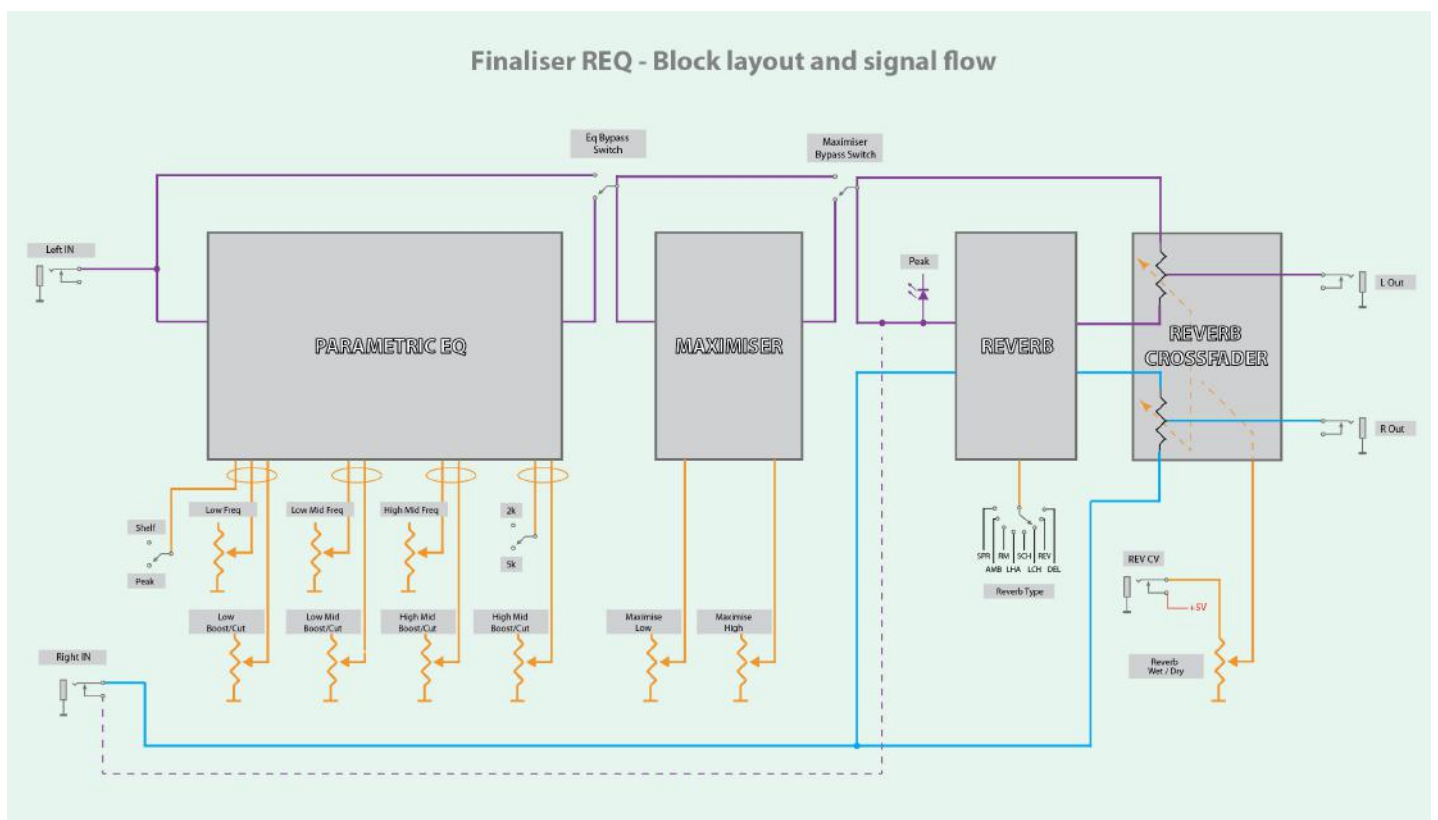 Finaliser REQ - Block layout and signal flow
Eq Bypass
Switch
Maximiser
Bypass Switch
Left IN
Peak
L Out
PARAMETRIC EQ
MAXIMISER
REVERB
REVERB
CROSSFADER
R Out
Shelf
Peak
Low Freq
Low Mid Freq
High Mid Freq
2k
5k
SPR RM SCH REV
AMB LHA LCH DEL
Reverb Type
REV CV
+5V
Low
Boost/Cut
Low Mid
Boost/Cut
High Mid
Boost/Cut
High Mid
Boost/Cut
Maximise
Low
Maximise
High
Reverb
Wet / Dry
Right IN